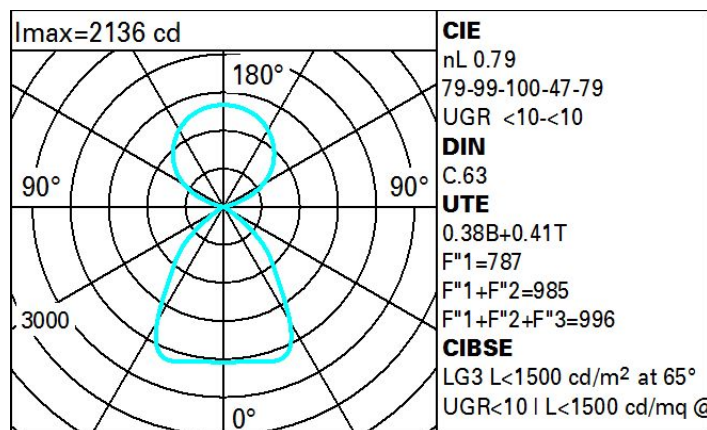 Imax=2136 cd
180°
90°
90°
3000
0°
CIE
nL 0.79
79-99-100-47-79
UGR <10-<10
DIN
C.63
UTE
0.38B+0.41T
F"1=787
F"1+F"2=985
F"1+F"2+F"3=996
CIBSE
LG3 L<1500 cd/m² at 65°
UGR<10 | L<1500 cd/mq @